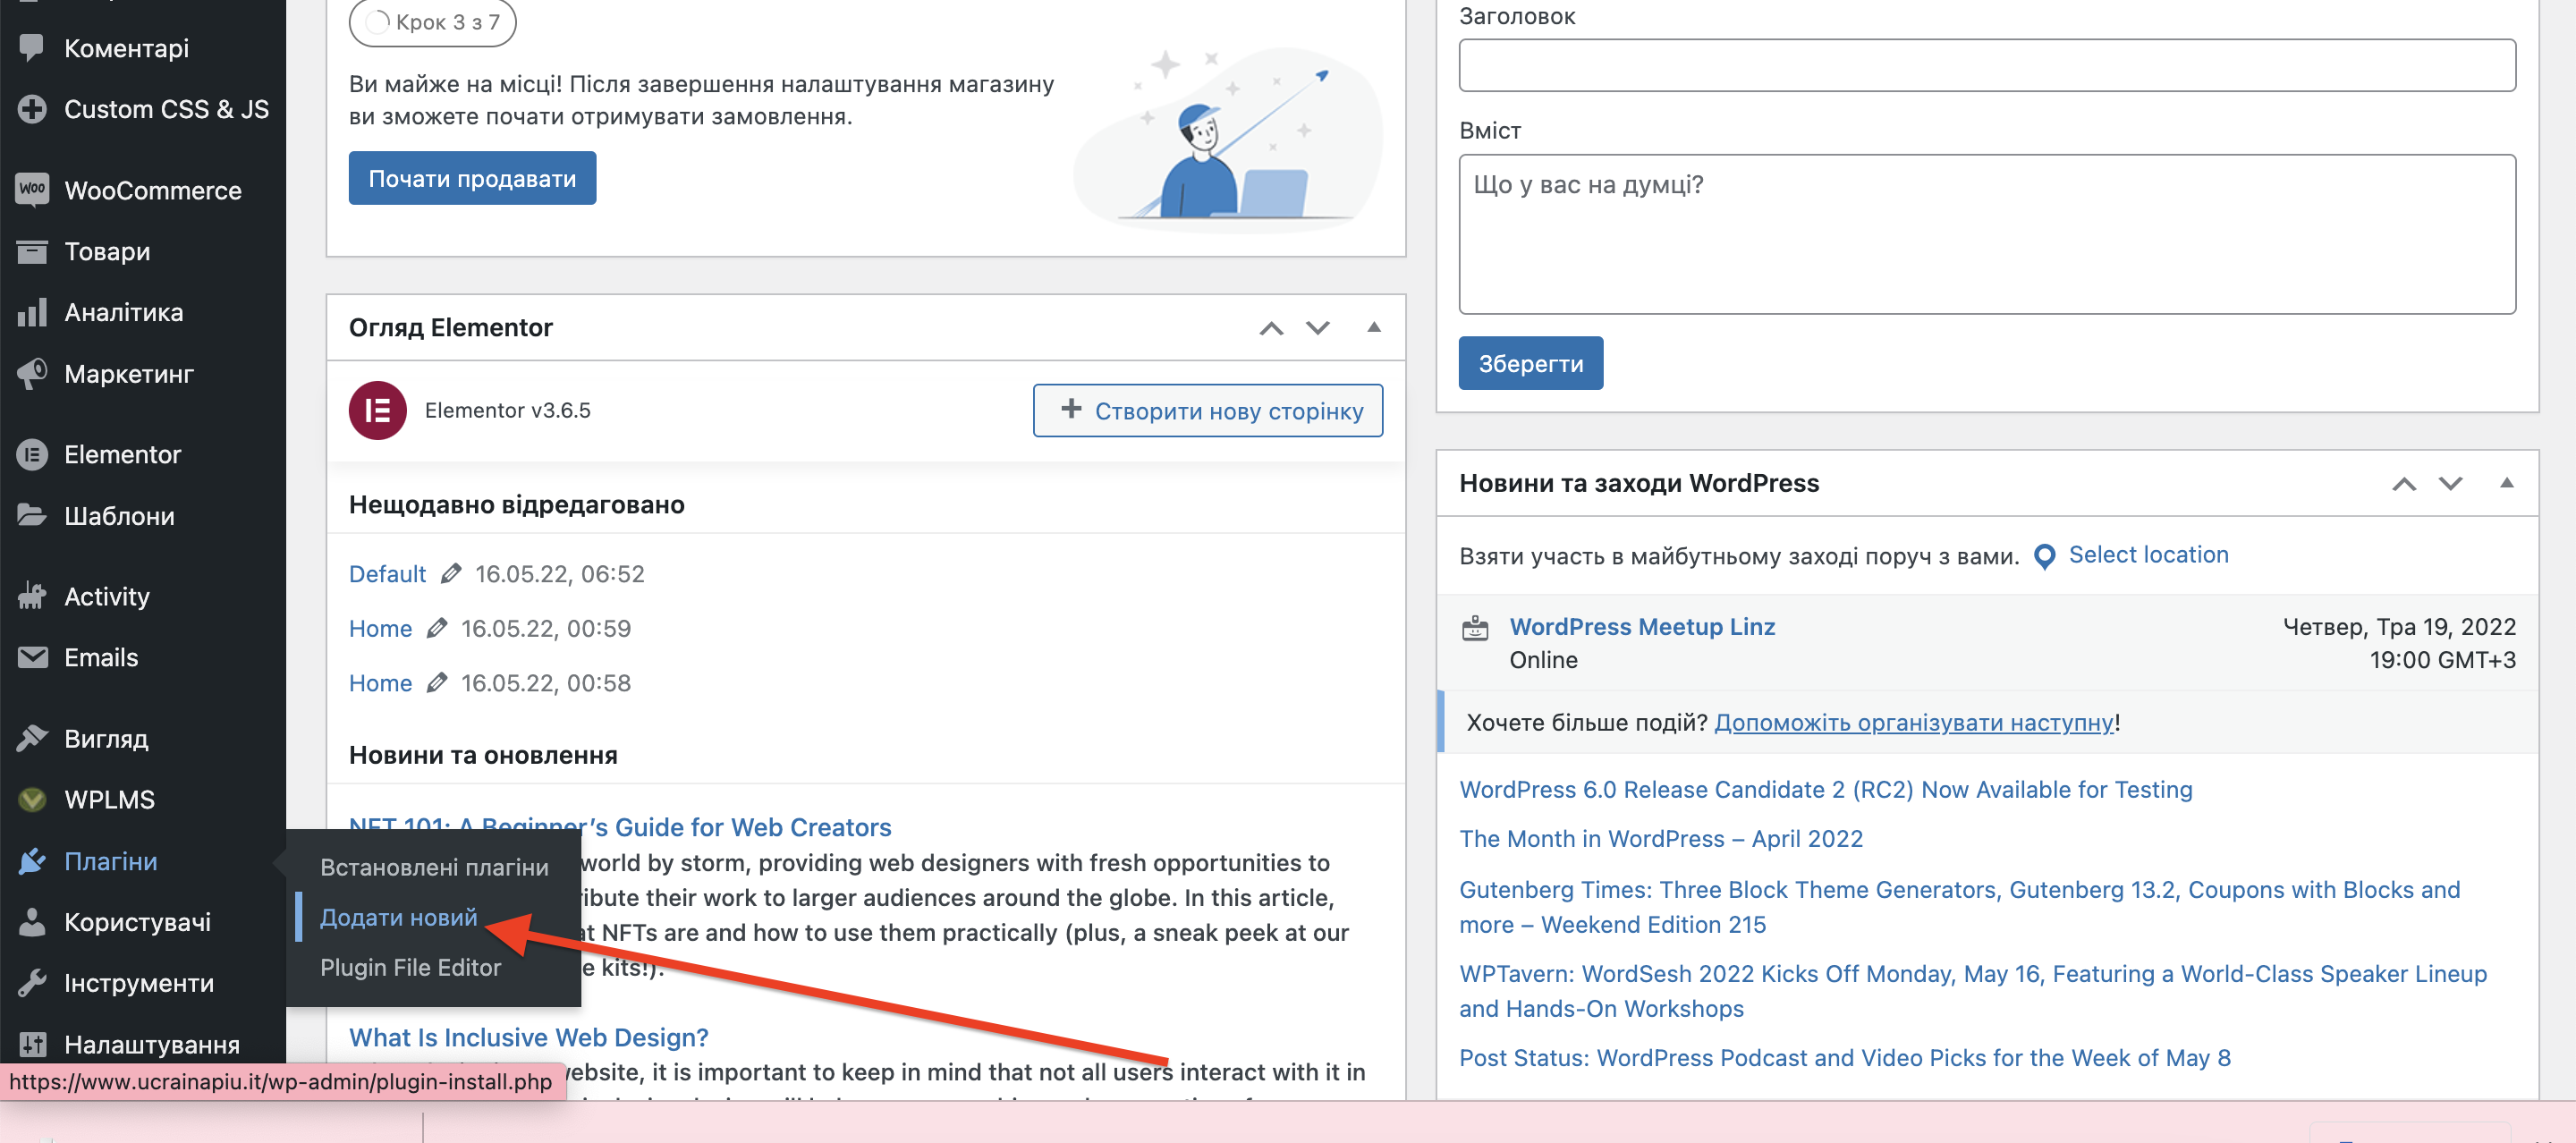 Коментарі
Custom CSS & JS
WooCommerce
Товари
Аналітика
Маркетинг
Elementor
Шаблони
Activity
Emails
Вигляд
WPLMS
Плагіни
Користувачі
Інструменти
Налаштування
Встановлені плагіни
Додати новий
Plugin File Editor
https://www.ucrainapiu.it/wp-admin/plugin-install.php
Крок 3 з 7
Ви майже на місці! Після завершення налаштування магазину
ви зможете почати отримувати замовлення.
Почати продавати
Огляд Elementor
Elementor v3.6.5
Створити нову сторінку
Нещодавно відредаговано
Default 16.05.22, 06:52
Home 16.05.22, 00:59
Home 16.05.22, 00:58
Новини та оновлення
NFT 101: A Beginner's Guide for Web Creators
world by storm, providing web designers with fresh opportunities to
ribute their work to larger audiences around the globe. In this article,
at NFTs are and how to use them practically (plus, a sneak peek at our
e kits!).
What Is Inclusive Web Design?
website, it is important to keep in mind that not all users interact with it in
Заголовок
Вміст
Що у вас на думці?
Зберегти
Новини та заходи WordPress
Взяти участь в майбутньому заході поруч з вами. Select location
WordPress Meetup Linz
Online
Четвер, Тра 19, 2022
19:00 GMT+3
Хочете більше подій? Допоможіть організувати наступну!
WordPress 6.0 Release Candidate 2 (RC2) Now Available for Testing
The Month in WordPress – April 2022
Gutenberg Times: Three Block Theme Generators, Gutenberg 13.2, Coupons with Blocks and
more – Weekend Edition 215
WPTavern: WordSesh 2022 Kicks Off Monday, May 16, Featuring a World-Class Speaker Lineup
and Hands-On Workshops
Post Status: WordPress Podcast and Video Picks for the Week of May 8